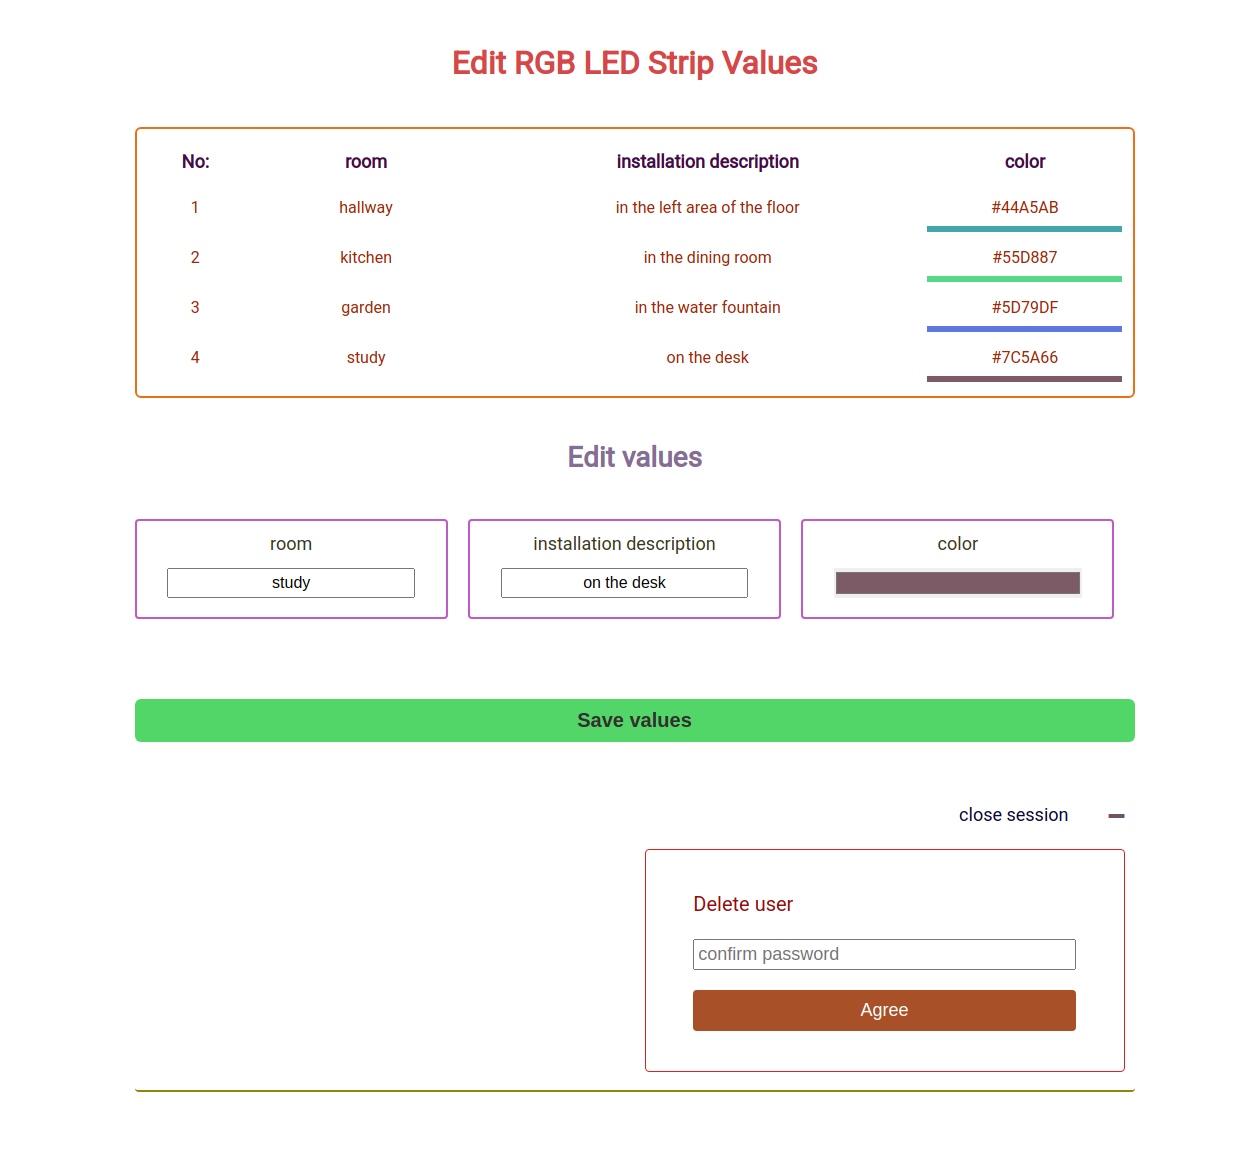 Edit RGB LED Strip Values
No: room installation description color
1 hallway in the left area of the floor #44A5AB
2 kitchen in the dining room #55D887
3 garden in the water fountain #5D79DF
4 study on the desk #7C5A66
Edit values
room installation description color
study on the desk
Save values
close session
Delete user
confirm password
Agree